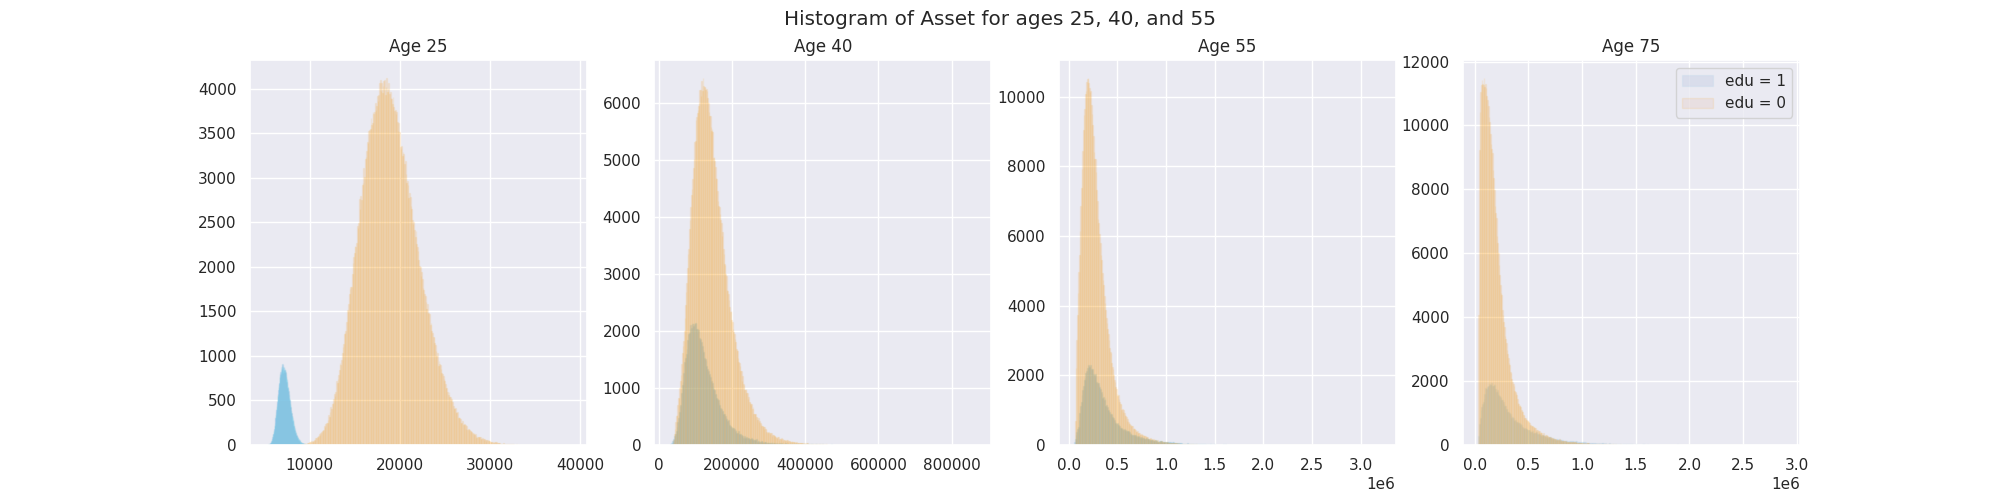 Histogram of Asset for ages 25, 40, and 55
Age 25
4000
3500
3000
2500
2000
1500
1000
500
0
10000 20000 30000 40000
Age 40
6000
5000
4000
3000
2000
1000
0
0 200000 400000 600000 800000
Age 55
10000
8000
6000
4000
2000
0
0.0 0.5 1.0 1.5 2.0 2.5 3.0
1e6
Age 75
12000
10000
8000
6000
4000
2000
0
0.0 0.5 1.0 1.5 2.0 2.5 3.0
1e6
edu = 1
edu = 0